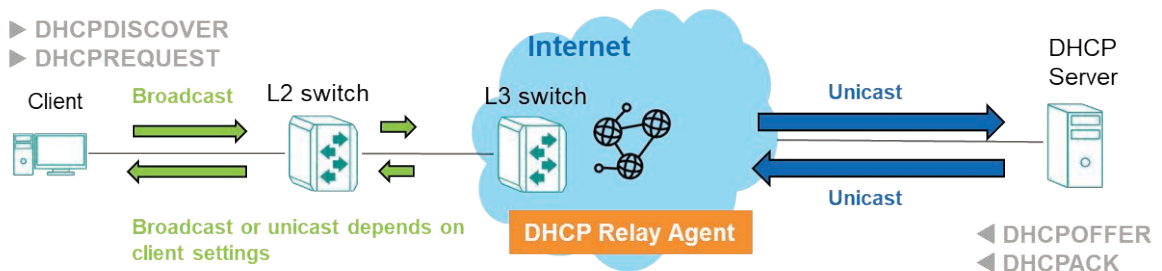 ▶ DHCPDISCOVER
▶ DHCPREQUEST
Internet
DHCP
Server
Client
Broadcast
L2 switch
L3 switch
Unicast
Unicast
Broadcast or unicast depends on
client settings
DHCP Relay Agent
◀ DHCPOFFER
◀ DHCPACK